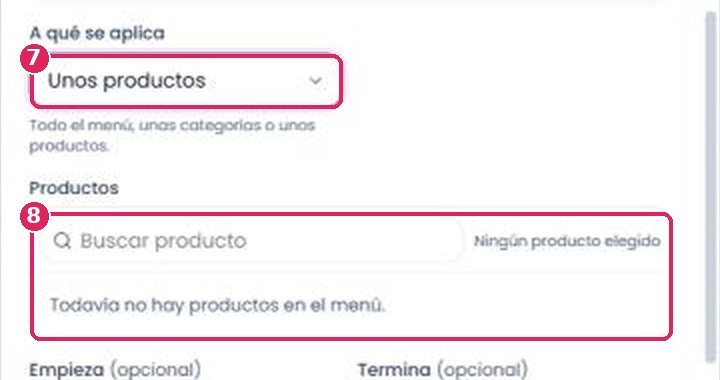 A qué se aplica
7
Unos productos
Todo el menú, unas categorías o unos
productos.
Productos
8
Buscar producto
Ningún producto elegido
Todavía no hay productos en el menú.
Empieza (opcional)
Termina (opcional)